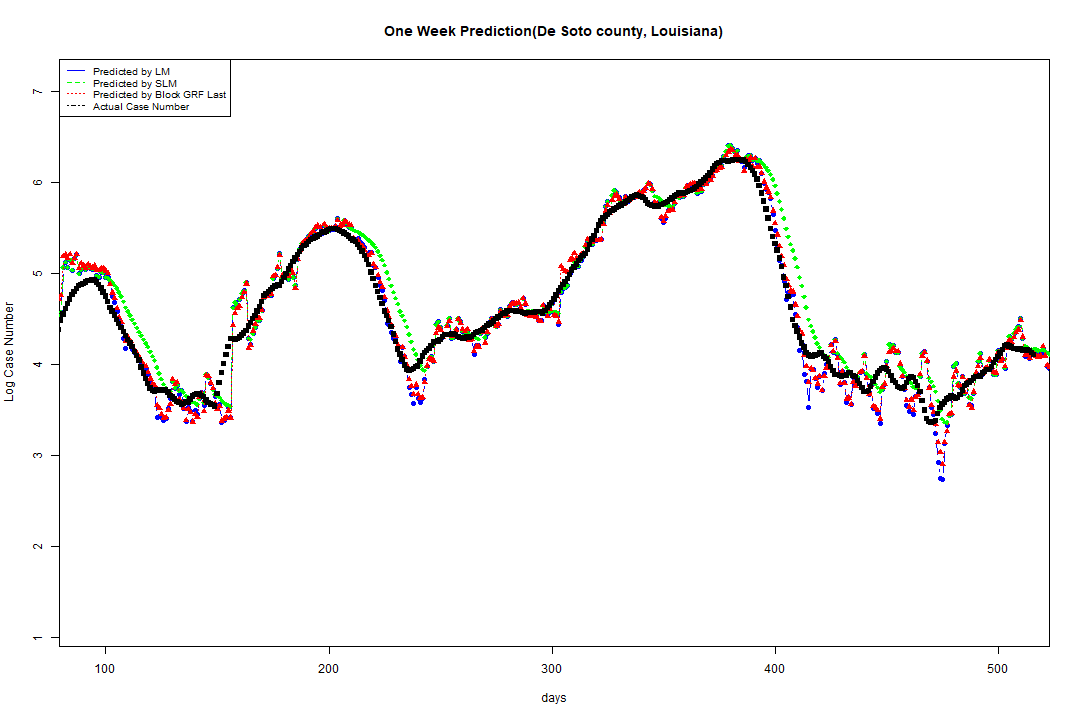 One Week Prediction(De Soto county, Louisiana)
Predicted by LM
Predicted by SLM
Predicted by Block GRF Last
Actual Case Number
7
6
5
4
3
2
1
Log Case Number
100 200 300 400 500
days